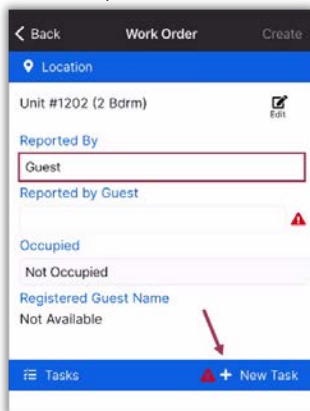 Back Work Order Create
Location
Unit #1202 (2 Bdrm) Edit
Reported By
Guest
Reported by Guest
Occupied
Not Occupied
Registered Guest Name
Not Available
Tasks + New Task